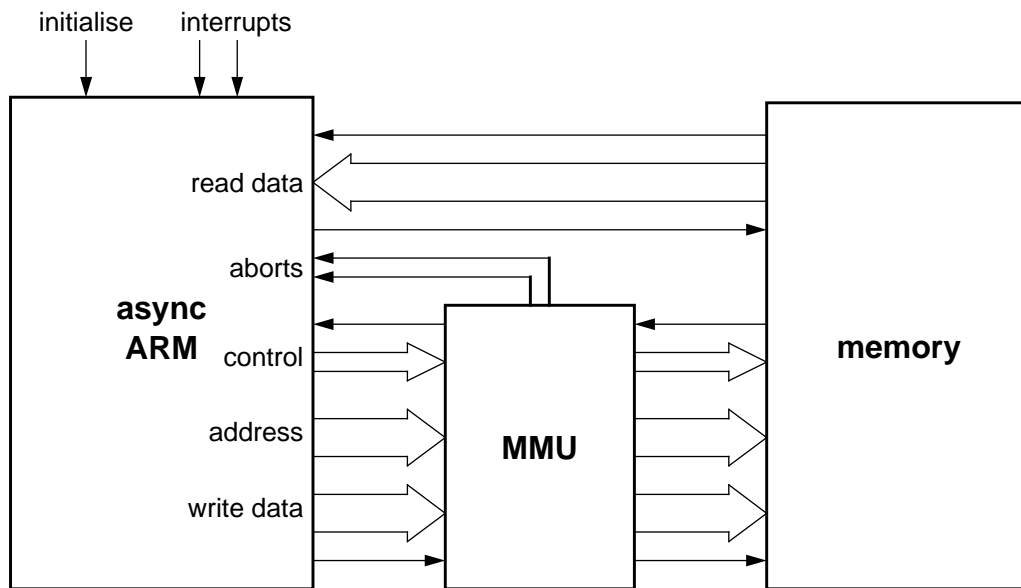 initialise
interrupts
read data
aborts
async
ARM
control
memory
address
MMU
write data